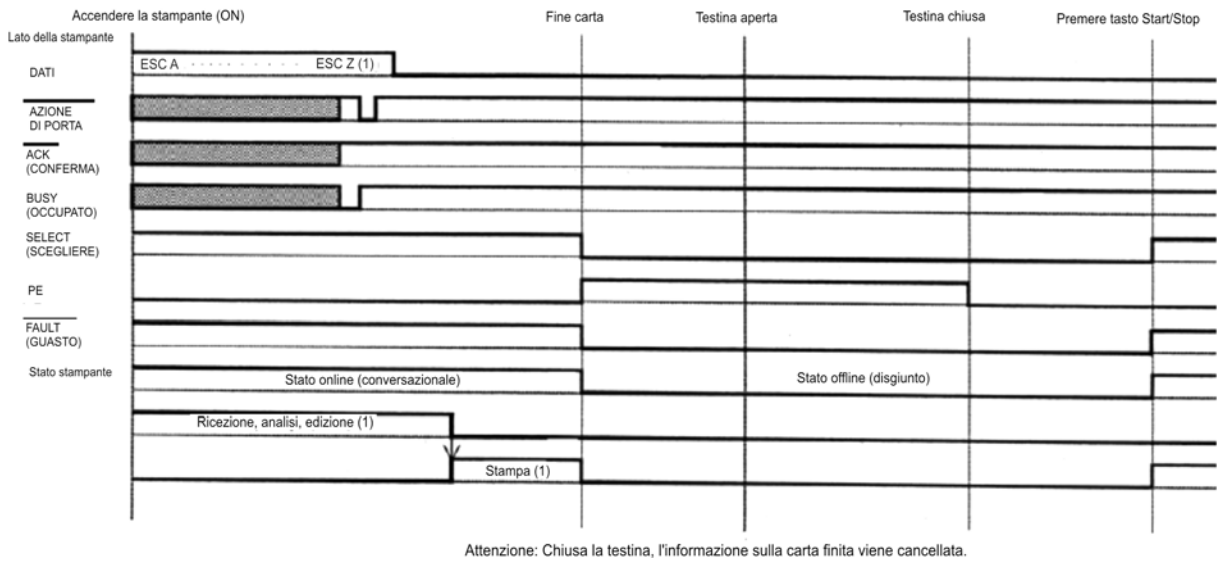 Accendere la stampante (ON)
Fine carta
Testina aperta
Testina chiusa
Premere tasto Start/Stop
Lato della stampante
DATI
ESC A
ESC Z (1)
AZIONE
DI PORTA
ACK
(CONFERMA)
BUSY
(OCCUPATO)
SELECT
(SCEGLIERE)
PE
FAULT
(GUASTO)
Stato stampante
Stato online (conversazionale)
Stato offline (disgiunto)
Ricezione, analisi, edizione (1)
Stampa (1)
Attenzione: Chiusa la testina, l'informazione sulla carta finita viene cancellata.